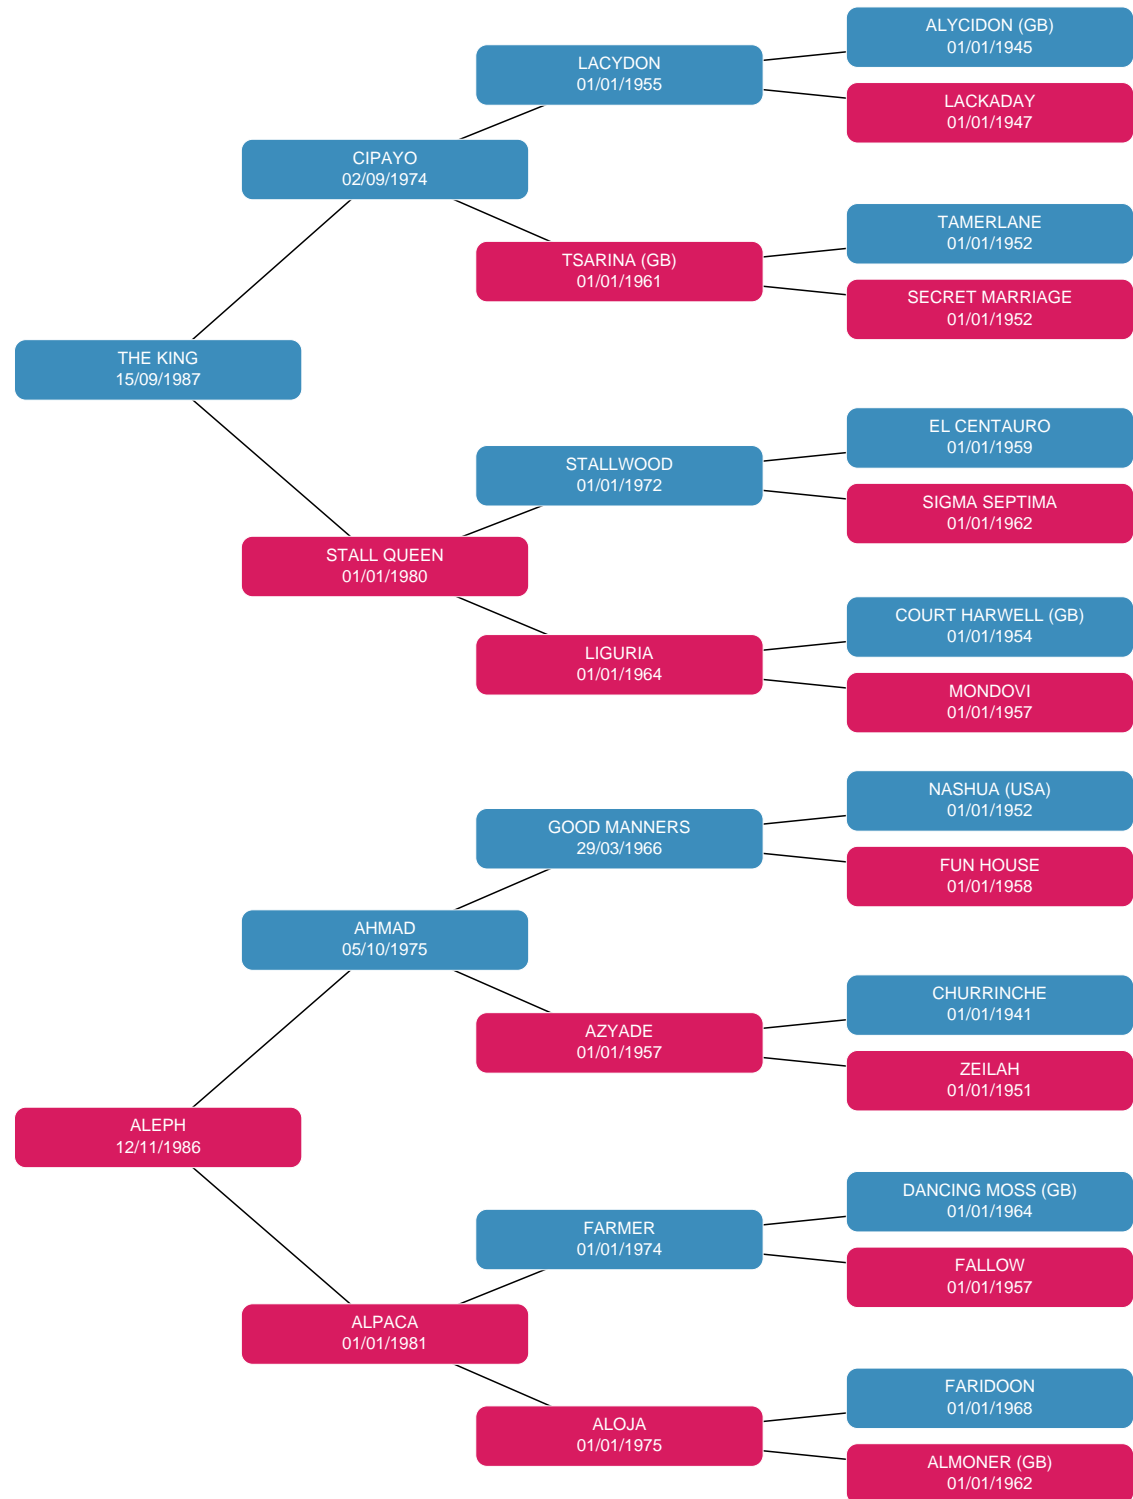 ALYCIDON (GB)
01/01/1945
LACYDON
01/01/1955
LACKADAY
01/01/1947
CIPAYO
02/09/1974
TAMERLANE
01/01/1952
TSARINA (GB)
01/01/1961
SECRET MARRIAGE
01/01/1952
THE KING
15/09/1987
EL CENTAURO
01/01/1959
STALLWOOD
01/01/1972
SIGMA SEPTIMA
01/01/1962
STALL QUEEN
01/01/1980
COURT HARWELL (GB)
01/01/1954
LIGURIA
01/01/1964
MONDOVI
01/01/1957
NASHUA (USA)
01/01/1952
GOOD MANNERS
29/03/1966
FUN HOUSE
01/01/1958
AHMAD
05/10/1975
CHURRINCHE
01/01/1941
AZYADE
01/01/1957
ZEILAH
01/01/1951
ALEPH
12/11/1986
DANCING MOSS (GB)
01/01/1964
FARMER
01/01/1974
FALLOW
01/01/1957
ALPACA
01/01/1981
FARIDOON
01/01/1968
ALOJA
01/01/1975
ALMONER (GB)
01/01/1962